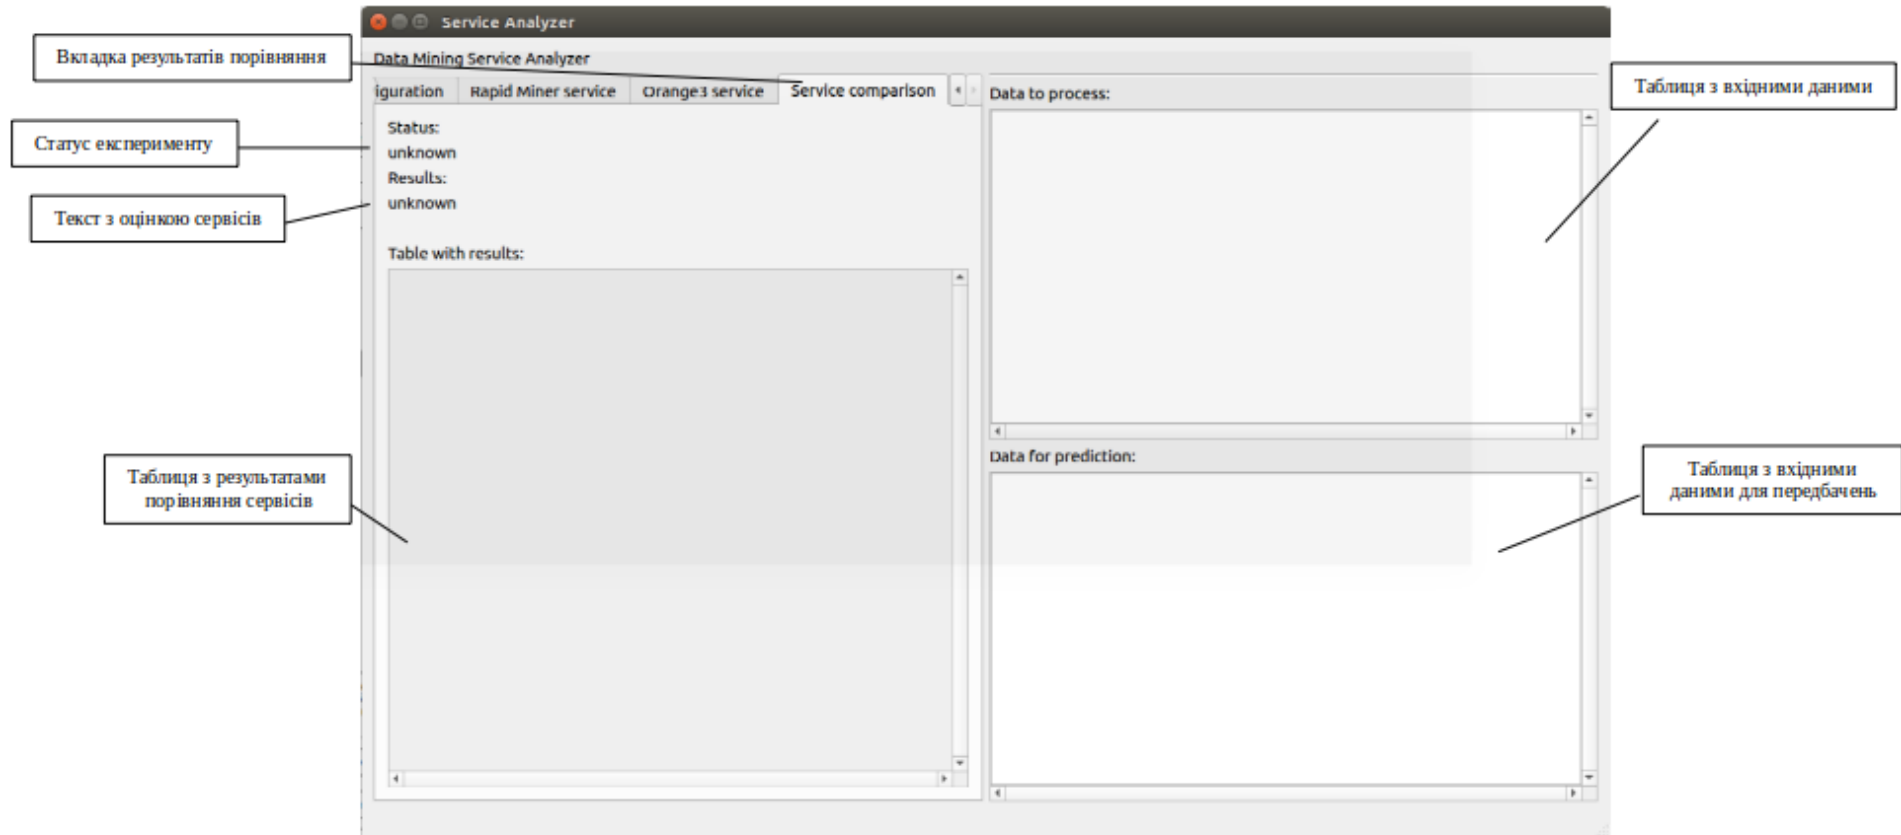 Service Analyzer
Вкладка результатів порівняння
Data Mining Service Analyzer
iguration
Rapid Miner service
Orange3 service
Service comparison
Data to process:
Таблиця з вхідними даними
Статус експерименту
Status:
unknown
Results:
unknown
Текст з оцінкою сервісів
Table with results:
Таблиця з результатами
порівняння сервісів
Data for prediction:
Таблиця з вхідними
даними для передбачень